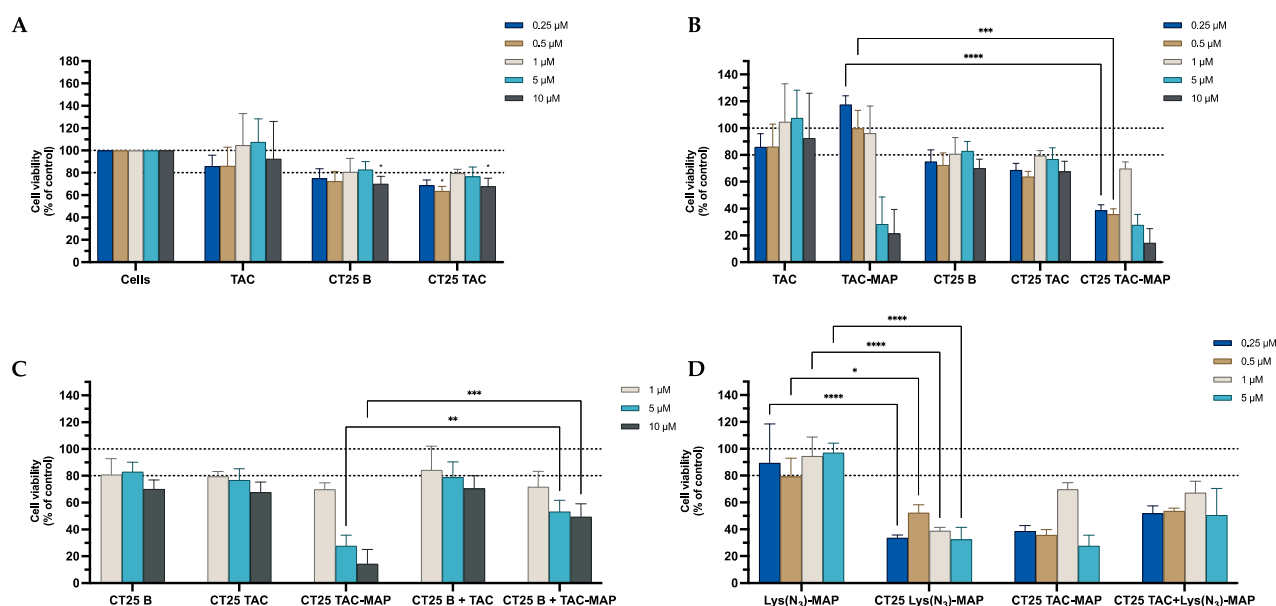 A
0.25 µM
0.5 µM
1 µM
5 µM
10 µM
180
160
140
120
100
80
60
40
20
0
Cell viability
(% of control)
*
*
*
Cells
TAC
CT25 B
CT25 TAC
B
0.25 µM
0.5 µM
1 µM
5 µM
10 µM
***
****
140
120
100
80
60
40
20
0
Cell viability
(% of control)
TAC
TAC-MAP
CT25 B
CT25 TAC
CT25 TAC-MAP
C
1 µM
5 µM
10 µM
***
**
140
120
100
80
60
40
20
0
Cell viability
(% of control)
CT25 B
CT25 TAC
CT25 TAC-MAP
CT25 B + TAC
CT25 B + TAC-MAP
D
0.25 µM
0.5 µM
1 µM
5 µM
****
****
*
****
140
120
100
80
60
40
20
0
Cell viability
(% of control)
Lys(N₃)-MAP
CT25 Lys(N₃)-MAP
CT25 TAC-MAP
CT25 TAC+Lys(N₃)-MAP